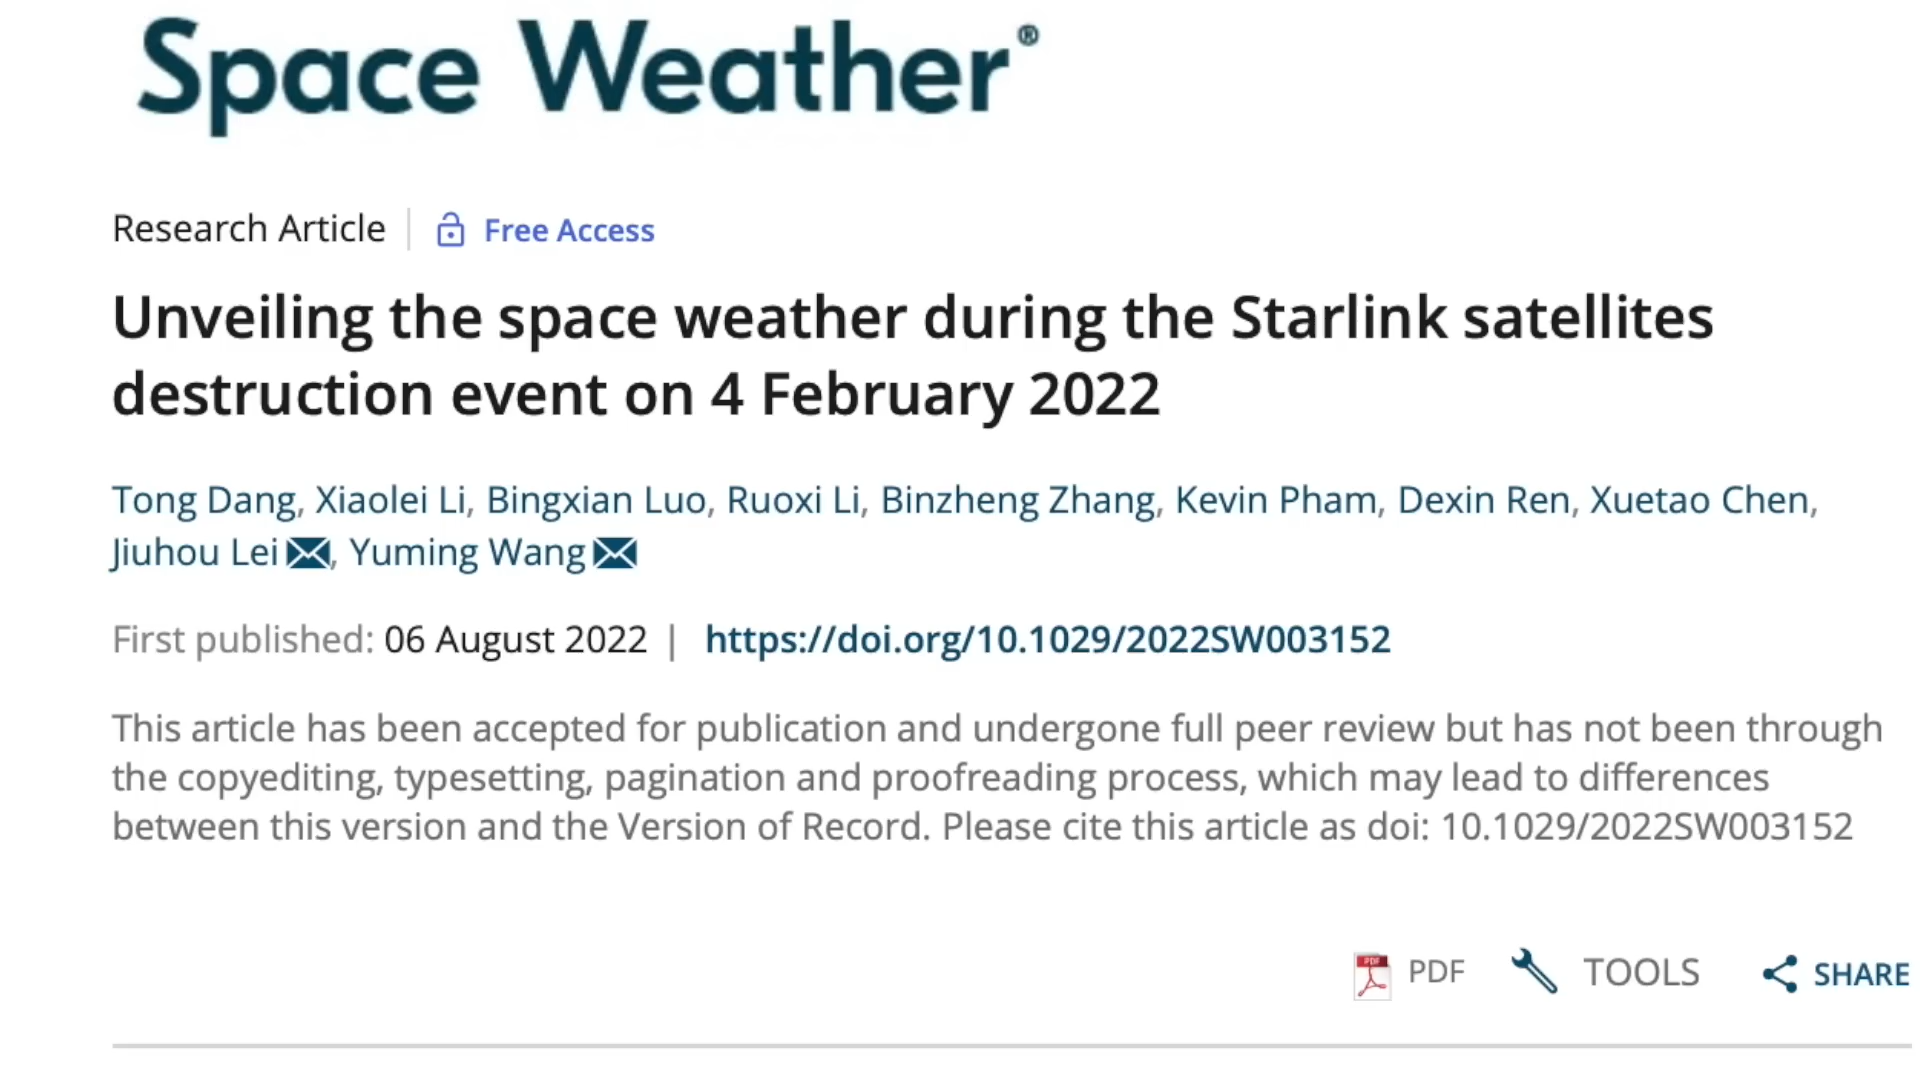 Space Weather®
Research Article | Free Access
Unveiling the space weather during the Starlink satellites
destruction event on 4 February 2022
Tong Dang, Xiaolei Li, Bingxian Luo, Ruoxi Li, Binzheng Zhang, Kevin Pham, Dexin Ren, Xuetao Chen,
Jiuhou Lei, Yuming Wang
First published: 06 August 2022 | https://doi.org/10.1029/2022SW003152
This article has been accepted for publication and undergone full peer review but has not been through
the copyediting, typesetting, pagination and proofreading process, which may lead to differences
between this version and the Version of Record. Please cite this article as doi: 10.1029/2022SW003152
PDF PDF TOOLS SHARE